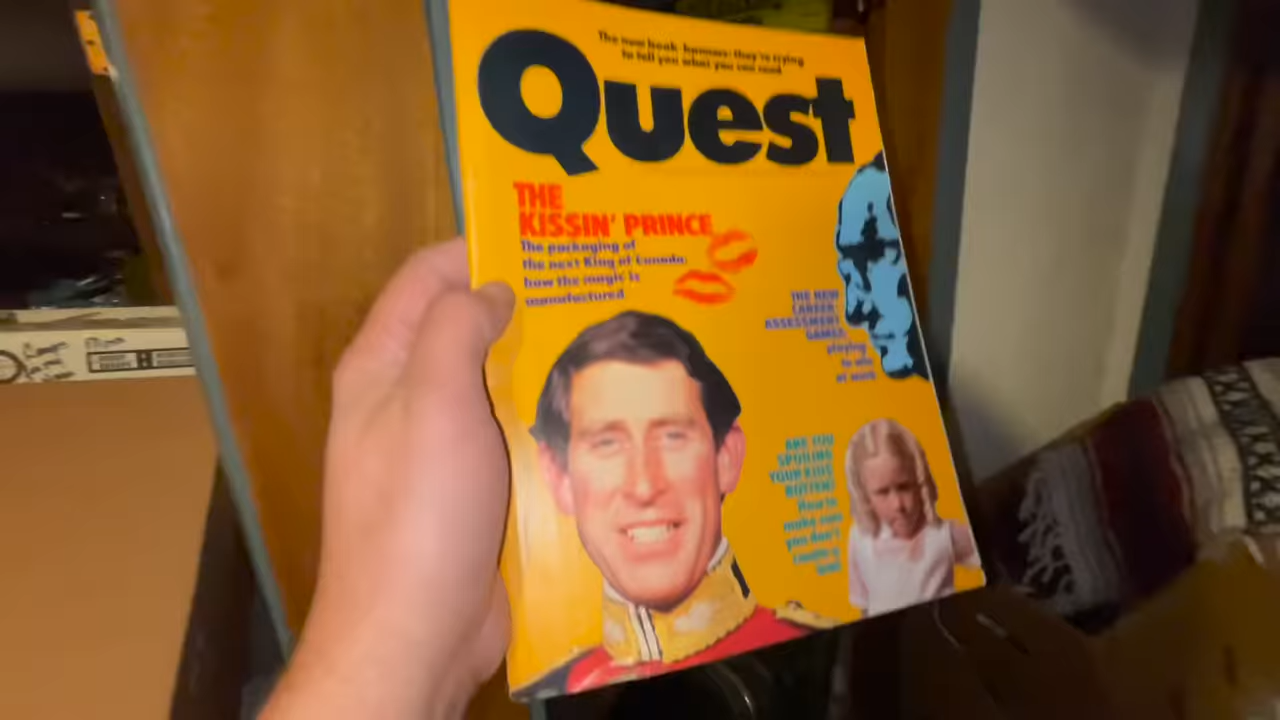 The new book-banners: they're trying
to tell you what you can read
Quest
THE
KISSIN' PRINCE
The packaging of
the next King of Canada:
how the magic is
manufactured
THE NEW
CAREER-
ASSESSMENT
GAMES
playing
to win
at work
ARE YOU
SPOILING
YOUR KIDS
ROTTEN?
How to
make sure
you don't